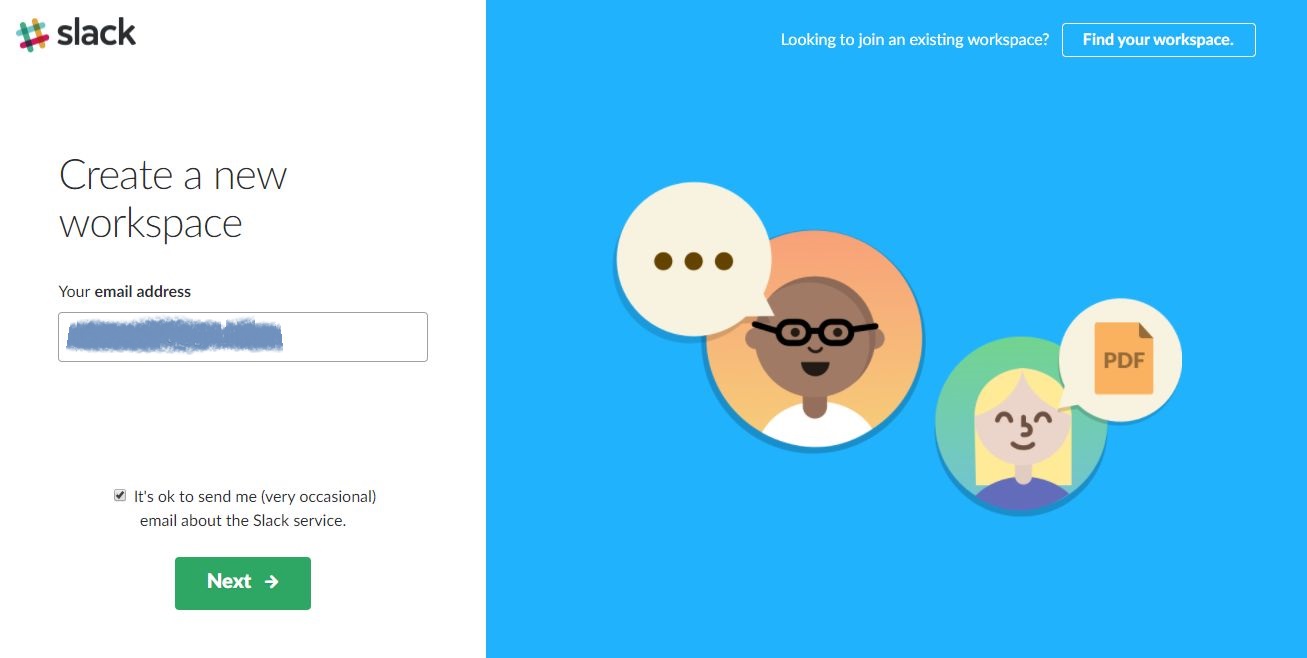 slack
Looking to join an existing workspace? Find your workspace.
Create a new
workspace
Your email address
It's ok to send me (very occasional)
email about the Slack service.
Next →
PDF